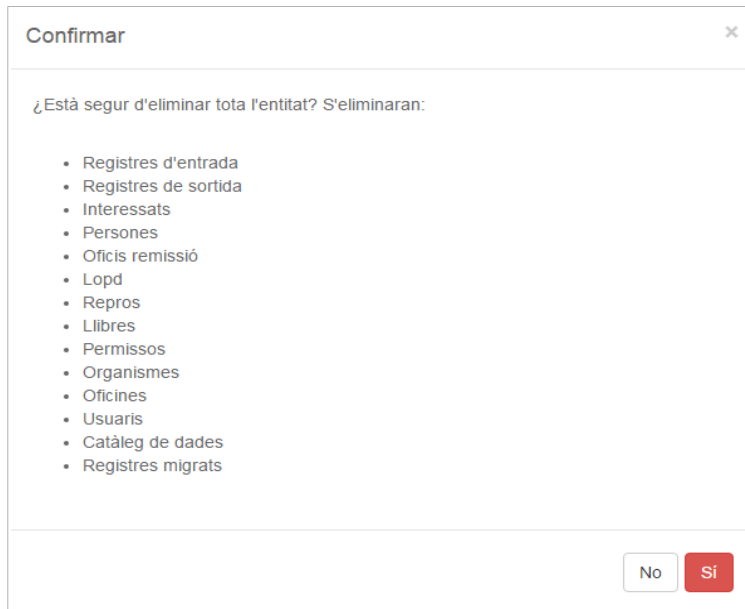 Confirmar
×
¿Està segur d'eliminar tota l'entitat? S'eliminaran:
• Registres d'entrada
• Registres de sortida
• Interessats
• Persones
• Oficis remissió
• Lopd
• Repros
• Llibres
• Permissos
• Organismes
• Oficines
• Usuaris
• Catàleg de dades
• Registres migrats
No Sí